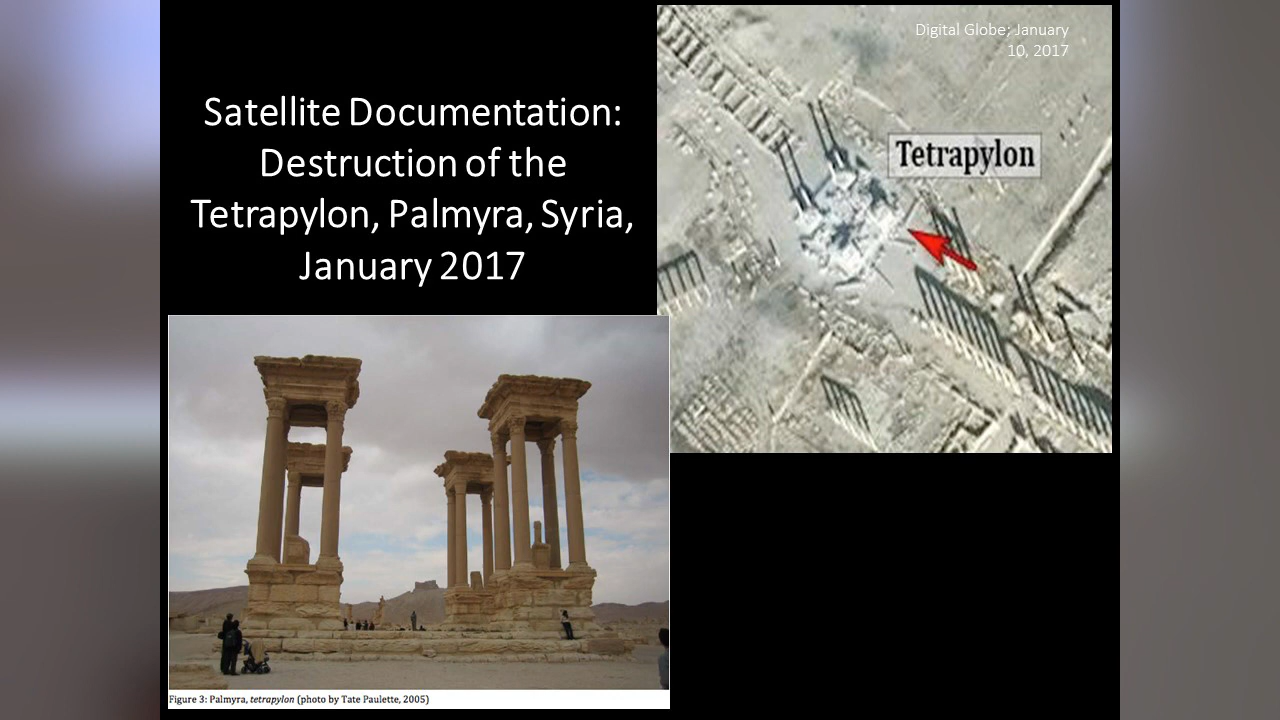 Satellite Documentation:
Destruction of the
Tetrapylon, Palmyra, Syria,
January 2017
Digital Globe; January
10, 2017
Tetrapylon
Figure 3: Palmyra, tetrapylon (photo by Tate Paulette, 2005)